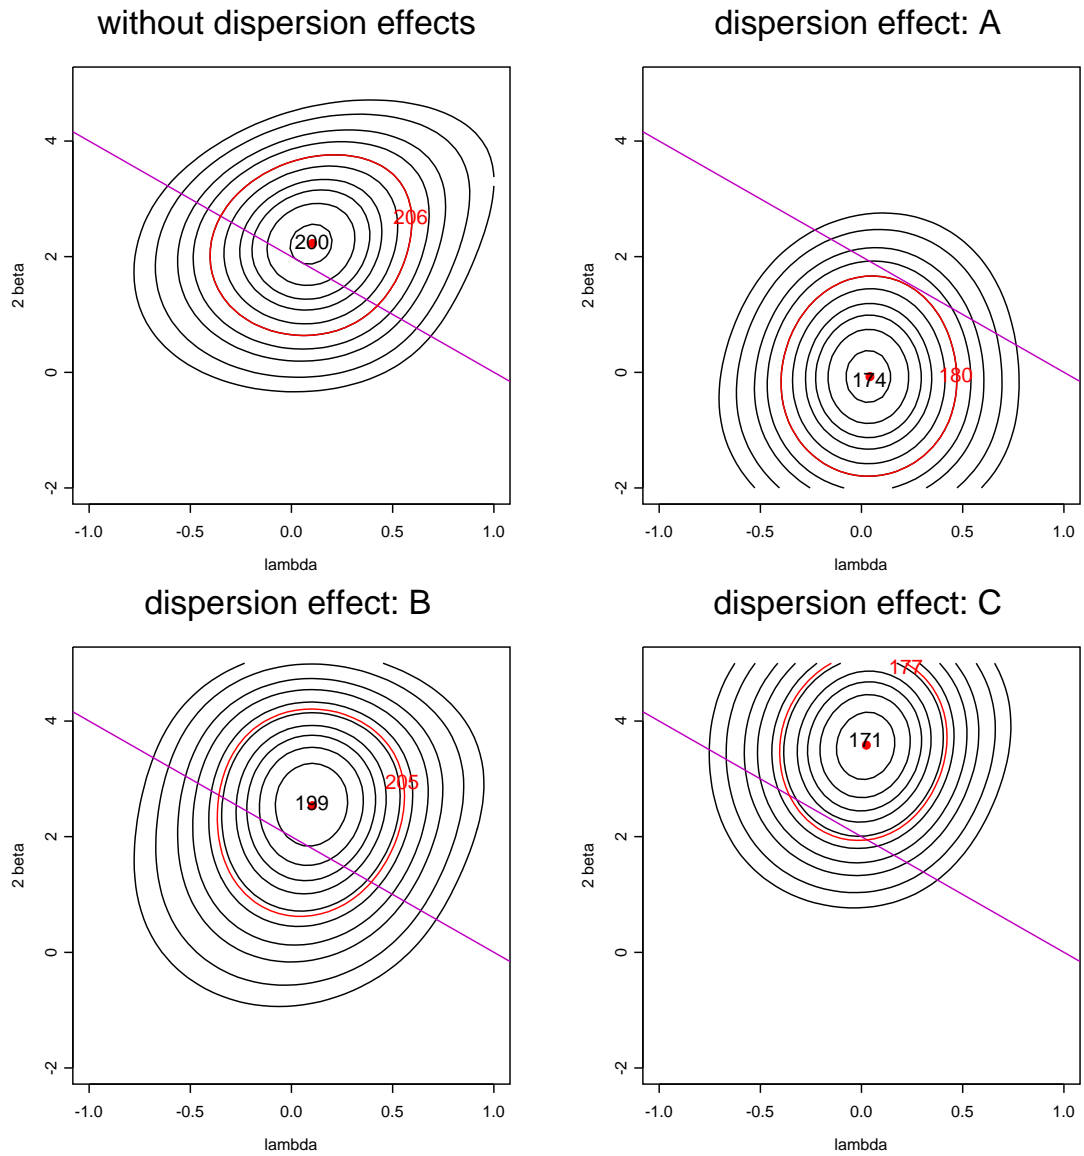 without dispersion effects
4
2
0
-2
2 beta
200
206
-1.0 -0.5 0.0 0.5 1.0
lambda
dispersion effect: A
4
2
0
-2
2 beta
174
180
-1.0 -0.5 0.0 0.5 1.0
lambda
dispersion effect: B
4
2
0
-2
2 beta
199
205
-1.0 -0.5 0.0 0.5 1.0
lambda
dispersion effect: C
4
2
0
-2
2 beta
177
171
-1.0 -0.5 0.0 0.5 1.0
lambda